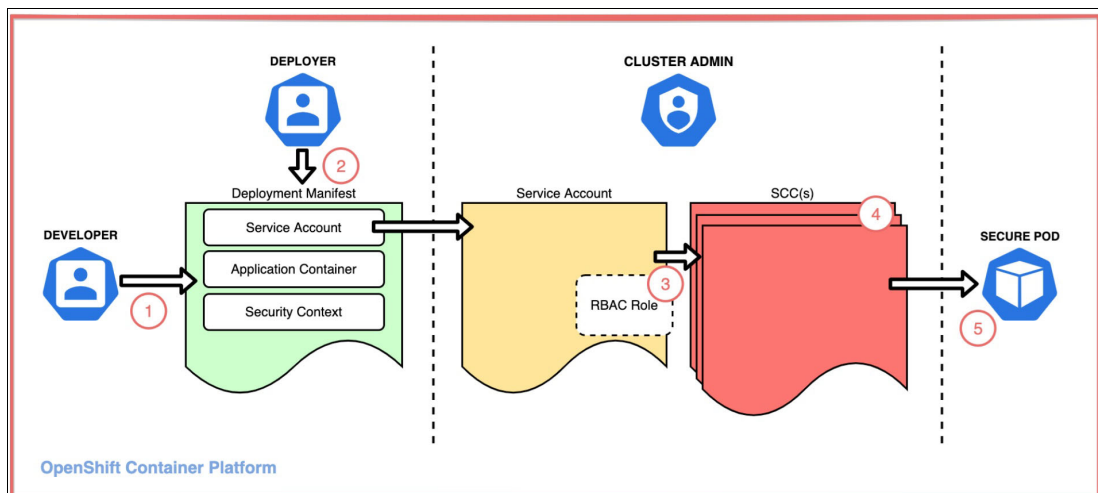 DEPLOYER
CLUSTER ADMIN
2
Deployment Manifest
Service Account
SCC(s)
Service Account
4
DEVELOPER
SECURE POD
Application Container
3
1
Security Context
RBAC Role
5
OpenShift Container Platform